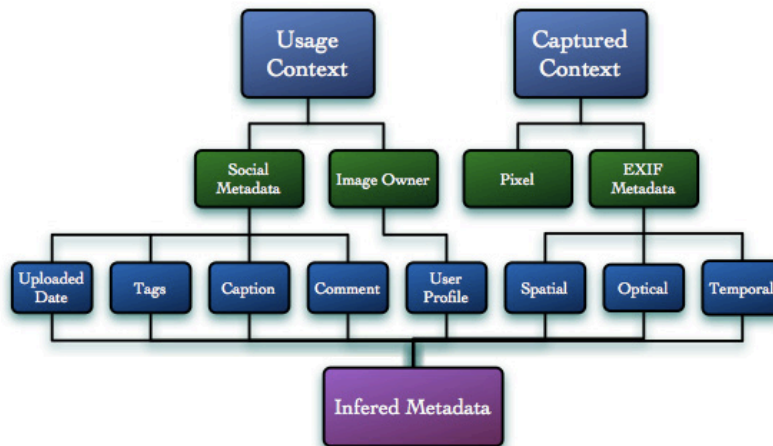 Usage
Context
Captured
Context
Social
Metadata
Image Owner
Pixel
EXIF
Metadata
Uploaded
Date
Tags
Caption
Comment
User
Profile
Spatial
Optical
Temporal
Infered Metadata